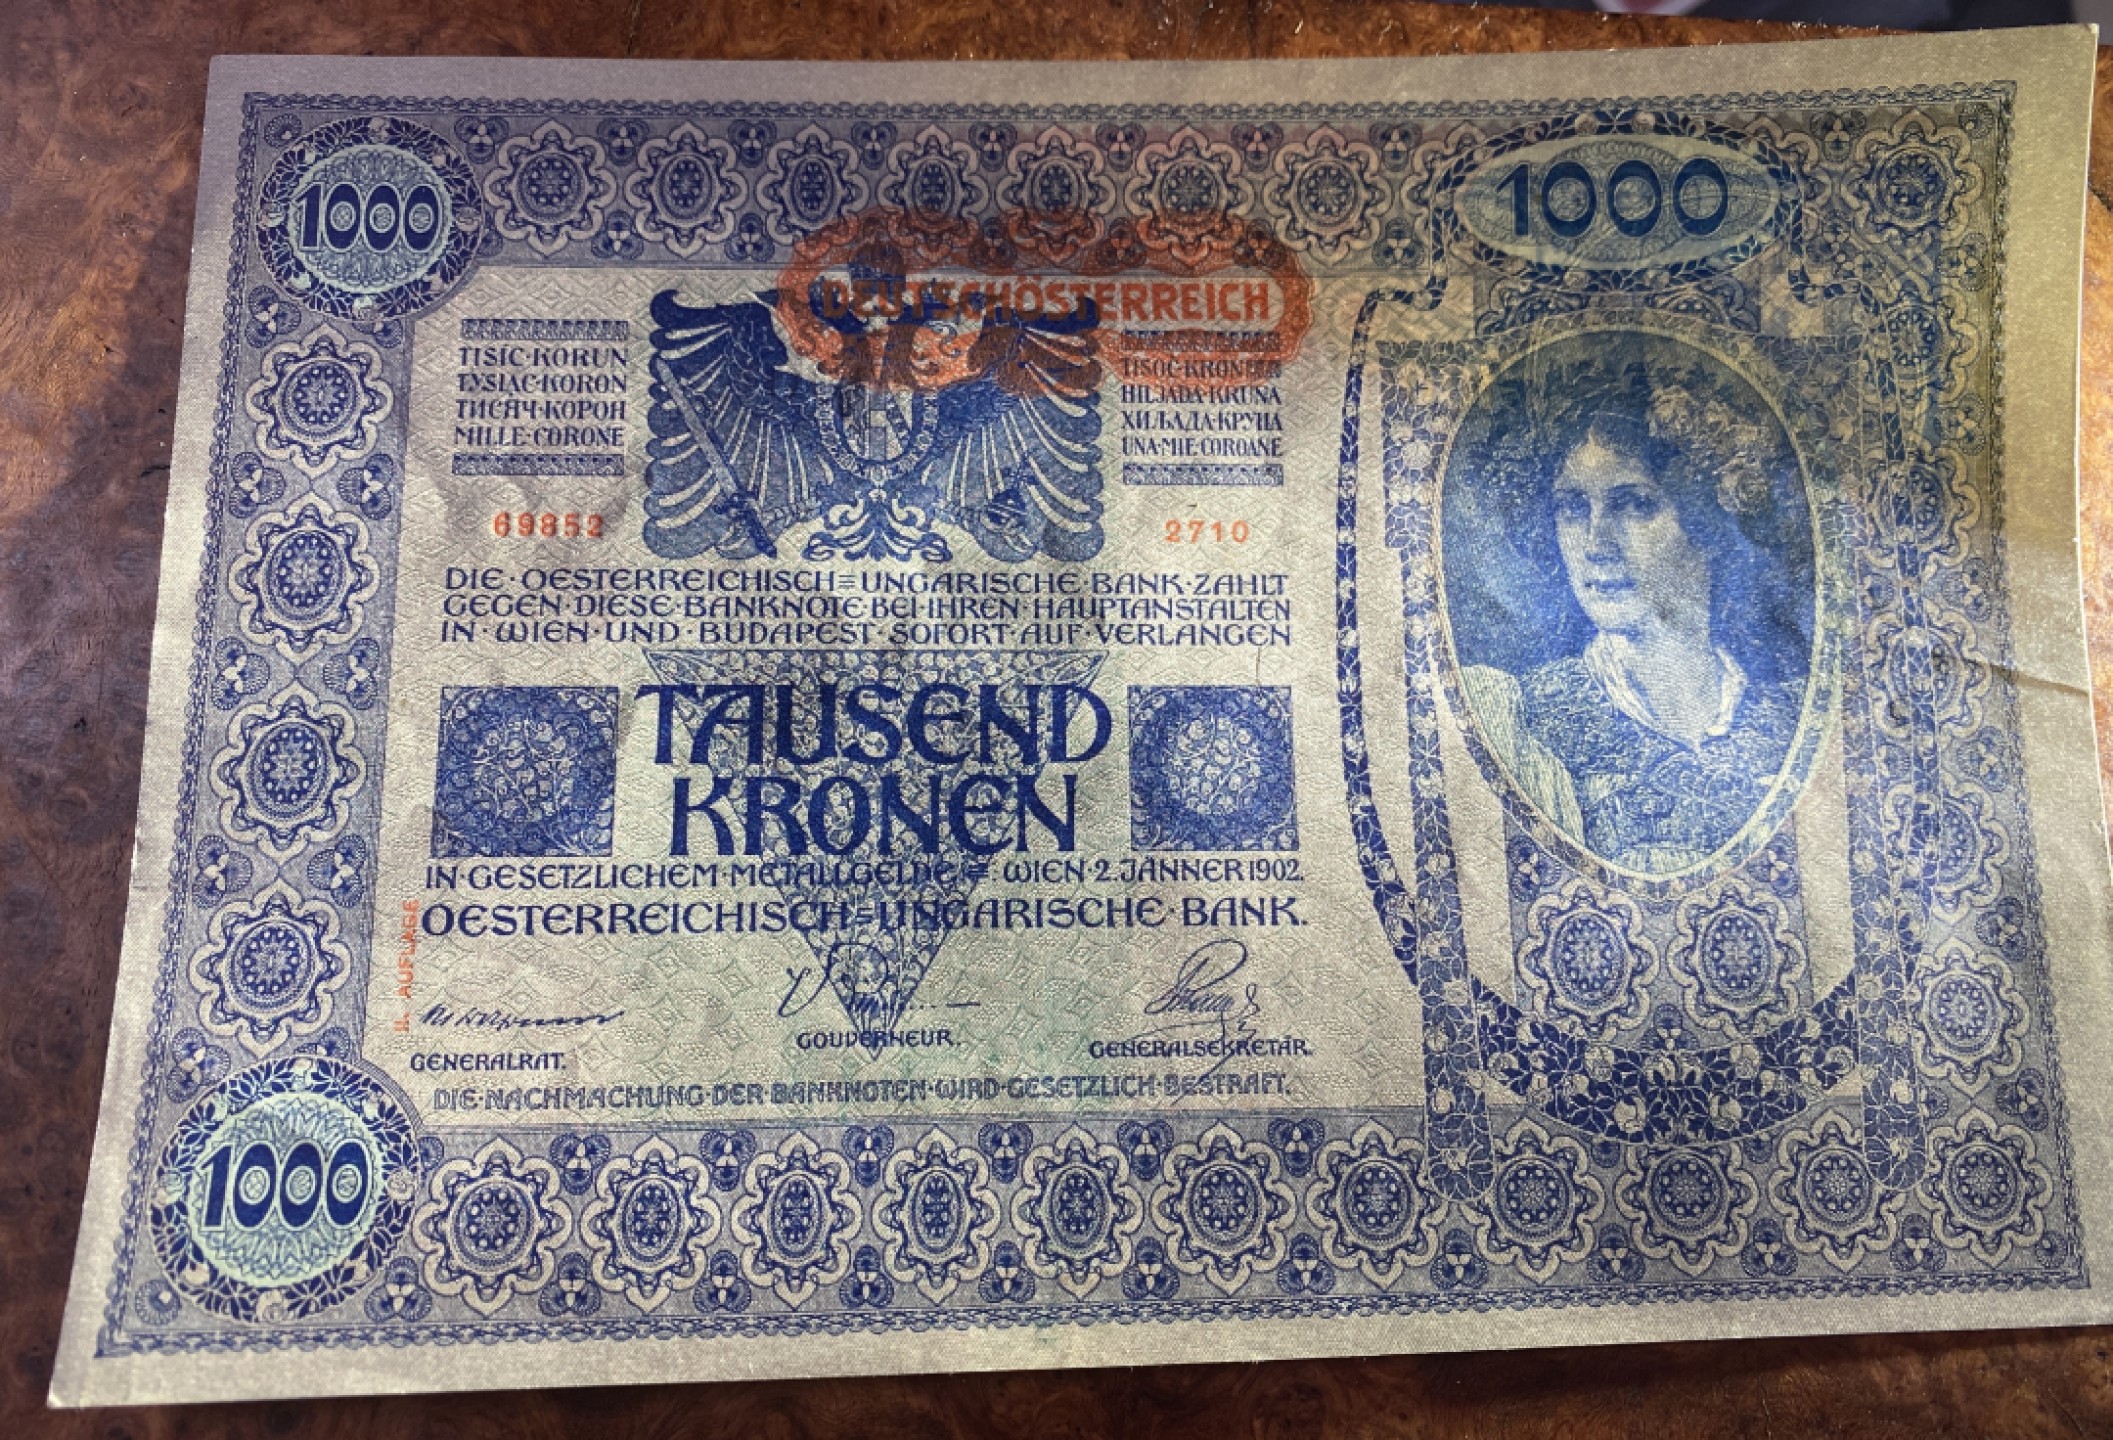 1000
1000
DEUTSCHÖSTERREICH
TISÍC·KORUN
TYSIĄC·KORON
ТИСЯЧ·КОРОН
MILLE·CORONE
TISOČ·KRONIJA
HILJADA·KRUNA
ХИЉАДА·КРУНА
UNA·MIE·COROANE
69852
2710
DIE·OESTERREICHISCH=UNGARISCHE·BANK·ZAHLT
GEGEN·DIESE·BANKNOTE·BEI·IHREN·HAUPTANSTALTEN
IN·WIEN·UND·BUDAPEST·SOFORT·AUF·VERLANGEN
TAUSEND
KRONEN
IN·GESETZLICHEM·METALLGELDE·=·WIEN·2.JÄNNER 1902.
OESTERREICHISCH=UNGARISCHE·BANK.
II. AUFLAGE
GENERALRAT.
GOUVERNEUR.
GENERALSEKRETÄR.
DIE·NACHMACHUNG·DER·BANKNOTEN·WIRD·GESETZLICH·BESTRAFT.
1000